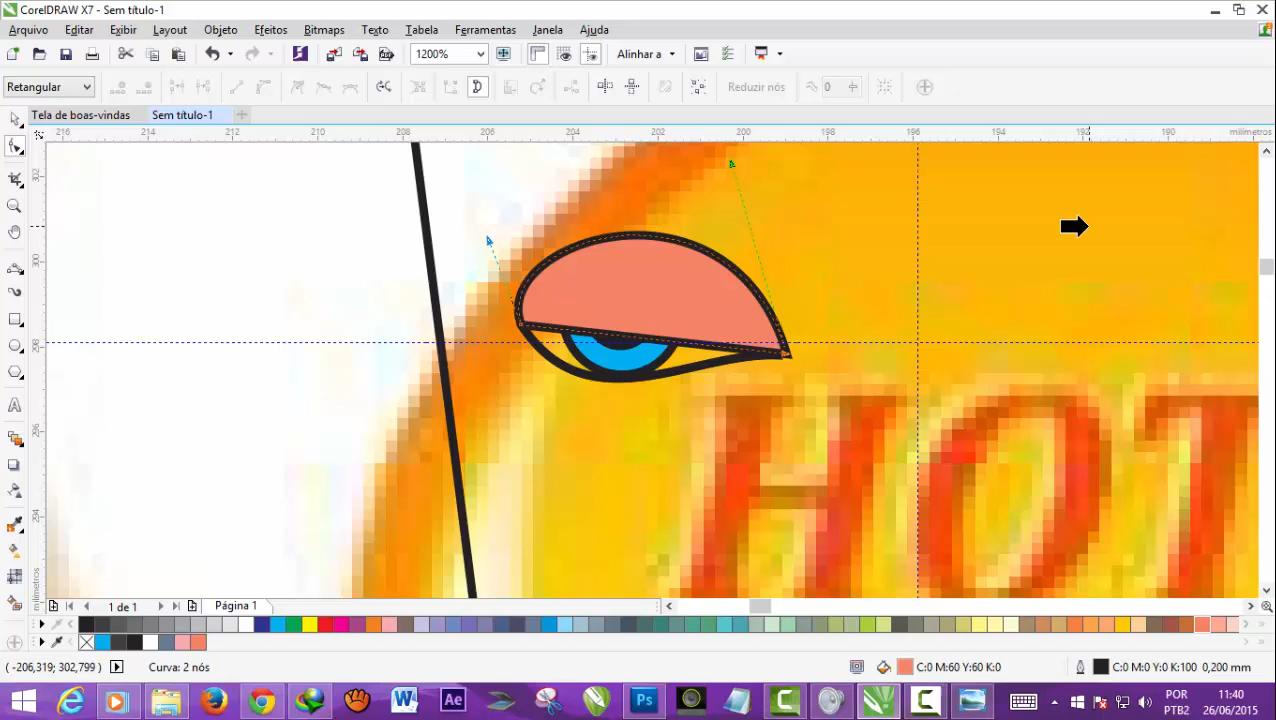 CorelDRAW X7 - Sem título-1
Arquivo Editar Exibir Layout Objeto Efeitos Bitmaps Texto Tabela Ferramentas Janela Ajuda
1200% Alinhar a
Retangular Reduzir nós 0
Tela de boas-vindas Sem título-1
216 214 212 210 208 206 204 202 200 198 196 194 192 190 milímetros
302
300
298
296
294
milímetros
HOT
1 de 1 Página 1
( -206,319; 302,799 ) Curva: 2 nós C:0 M:60 Y:60 K:0 C:0 M:0 Y:0 K:100 0,200 mm
W Ae Ps
POR
PTB2
11:40
26/06/2015